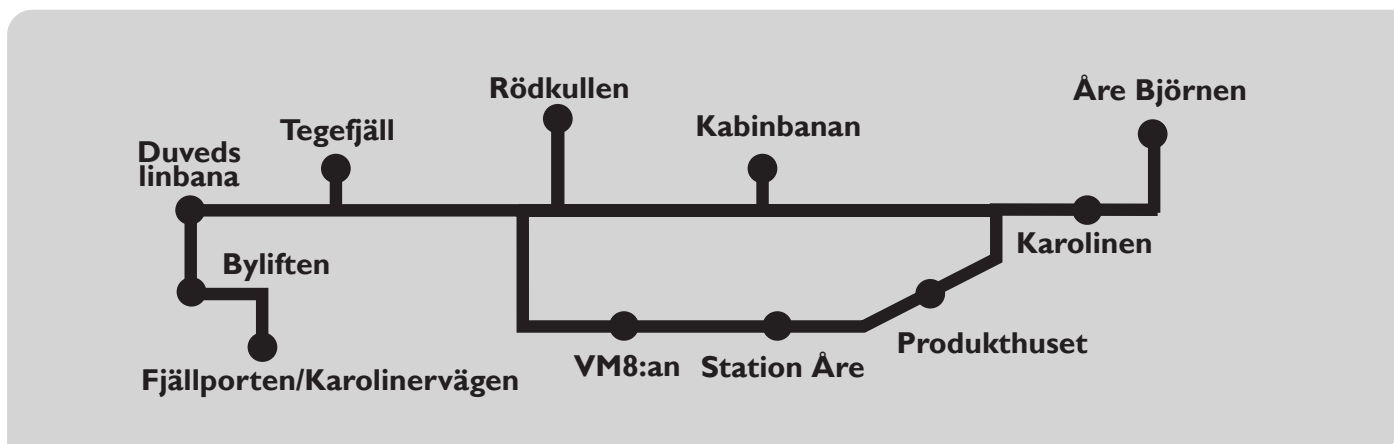 Rödkullen
Åre Björnen
Tegefjäll
Kabinbanan
Duveds
linbana
Karolinen
Byliften
Produkthuset
VM8:an
Station Åre
Fjällporten/Karolinervägen